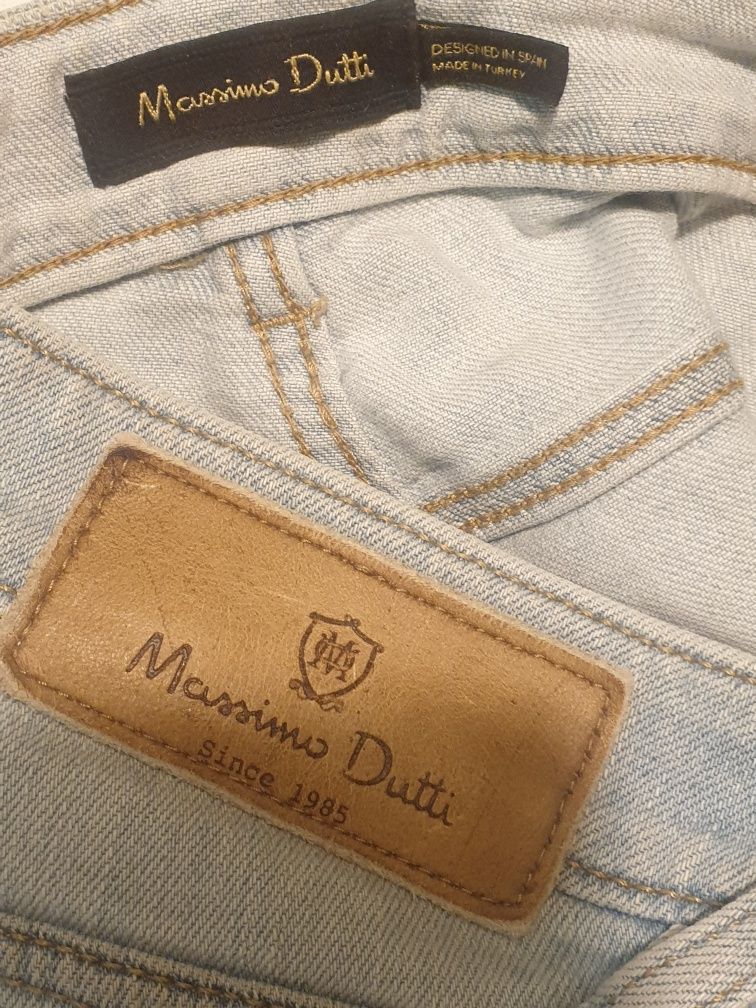 Massimo Dutti
DESIGNED IN SPAIN
MADE IN TURKEY
Massimo Dutti
Since 1985